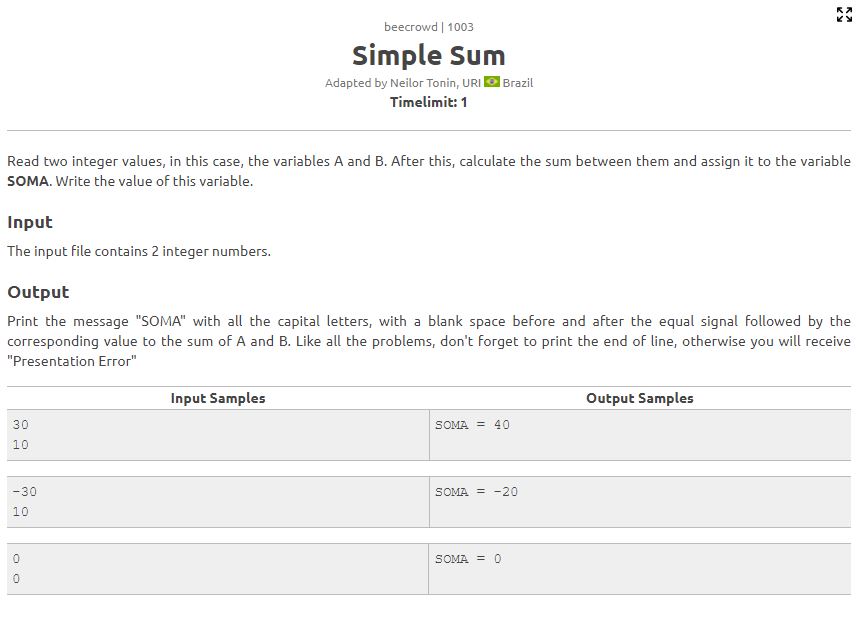 beecrowd | 1003
Simple Sum
Adapted by Neilor Tonin, URI Brazil
Timelimit: 1
Read two integer values, in this case, the variables A and B. After this, calculate the sum between them and assign it to the variable
SOMA. Write the value of this variable.
Input
The input file contains 2 integer numbers.
Output
Print the message "SOMA" with all the capital letters, with a blank space before and after the equal signal followed by the
corresponding value to the sum of A and B. Like all the problems, don't forget to print the end of line, otherwise you will receive
"Presentation Error"
Input Samples Output Samples
30 SOMA = 40
10
-30 SOMA = -20
10
0 SOMA = 0
0